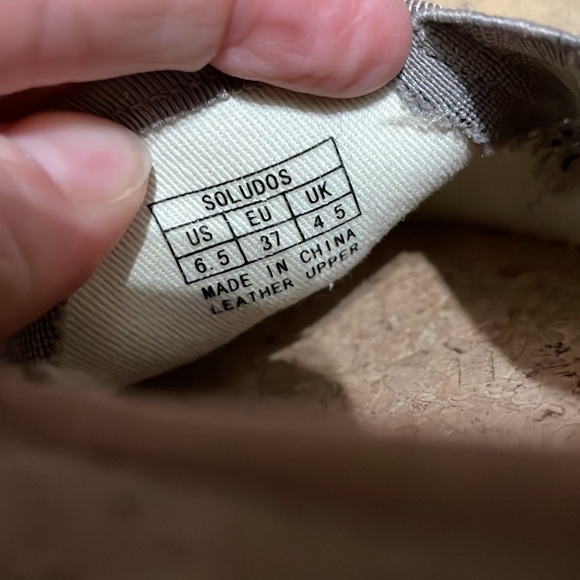 SOLUDOS
US EU UK
6.5 37 4 5
MADE IN CHINA
LEATHER UPPER